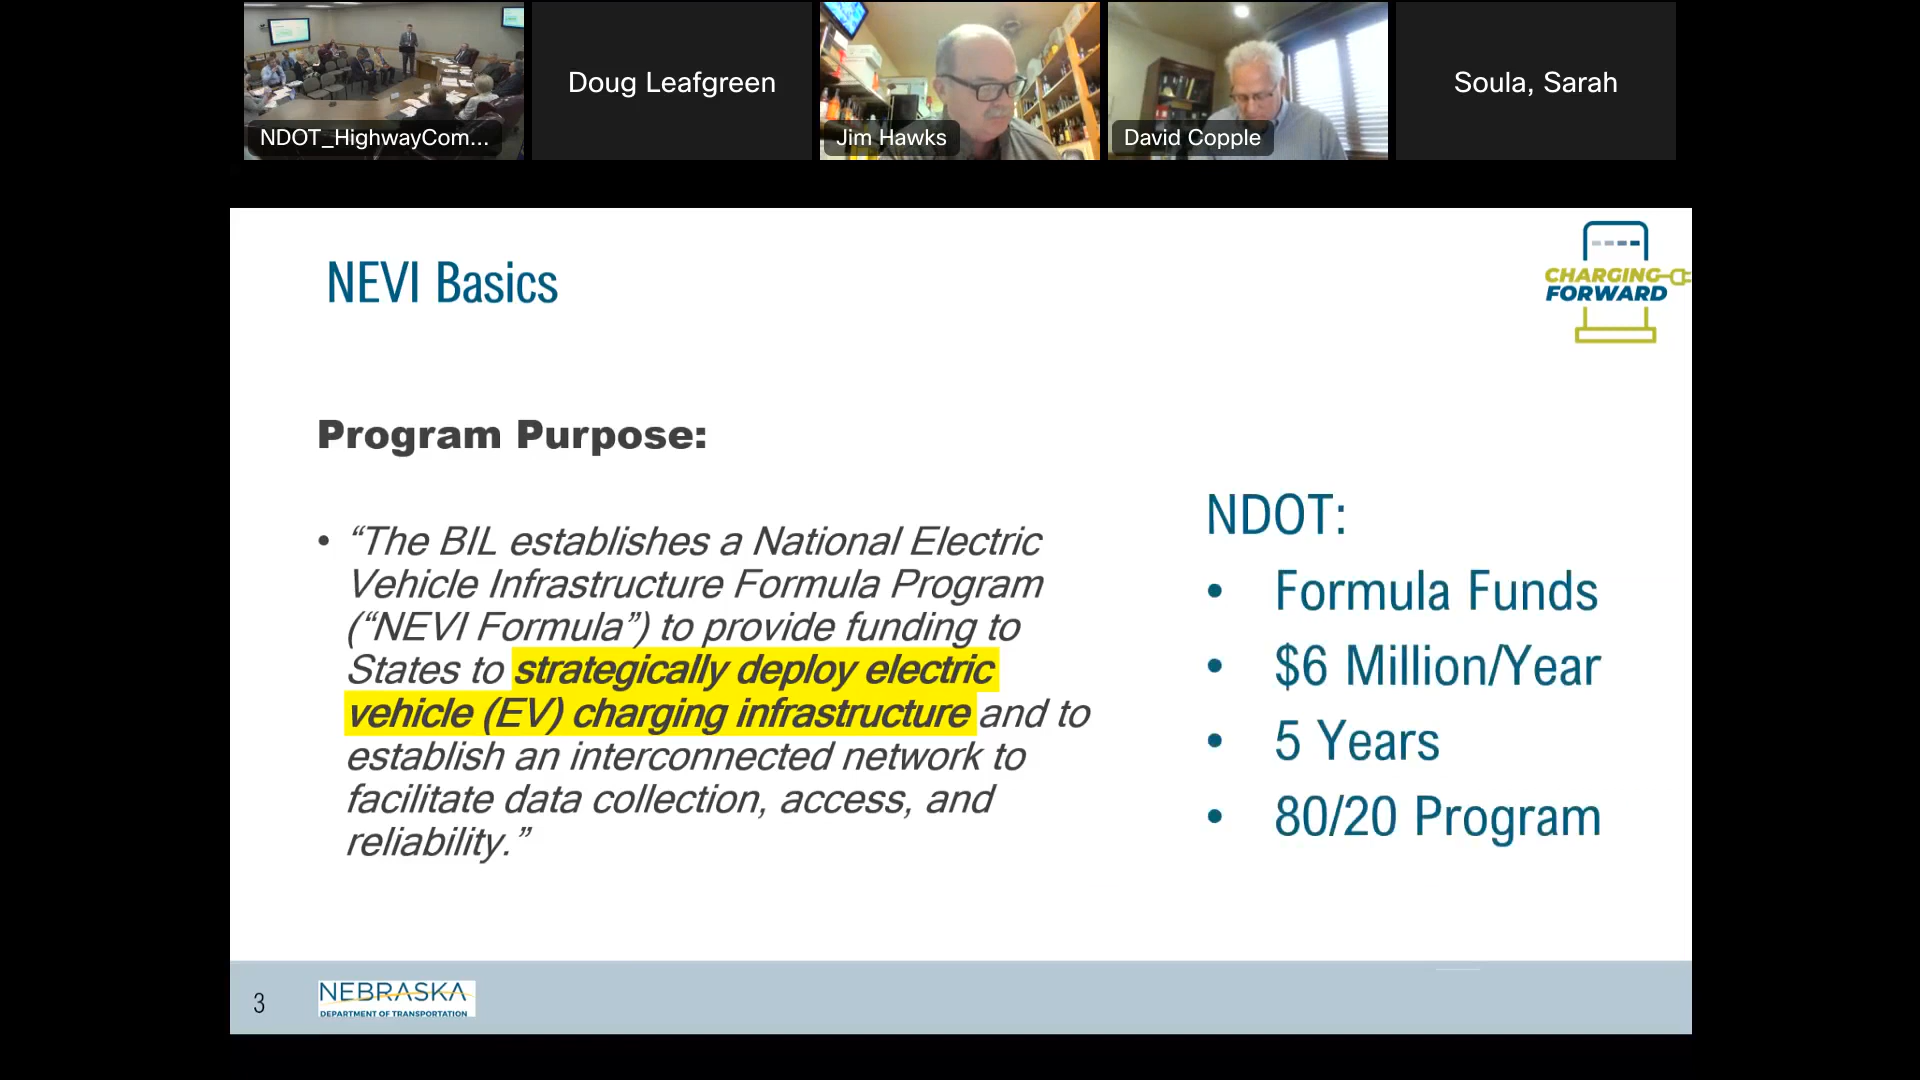 NDOT_HighwayCom...
Doug Leafgreen
Jim Hawks
David Copple
Soula, Sarah
NEVI Basics
CHARGING
FORWARD
Program Purpose:
• “The BIL establishes a National Electric
Vehicle Infrastructure Formula Program
(“NEVI Formula”) to provide funding to
States to strategically deploy electric
vehicle (EV) charging infrastructure and to
establish an interconnected network to
facilitate data collection, access, and
reliability.”
NDOT:
• Formula Funds
• $6 Million/Year
• 5 Years
• 80/20 Program
3
NEBRASKA
DEPARTMENT OF TRANSPORTATION